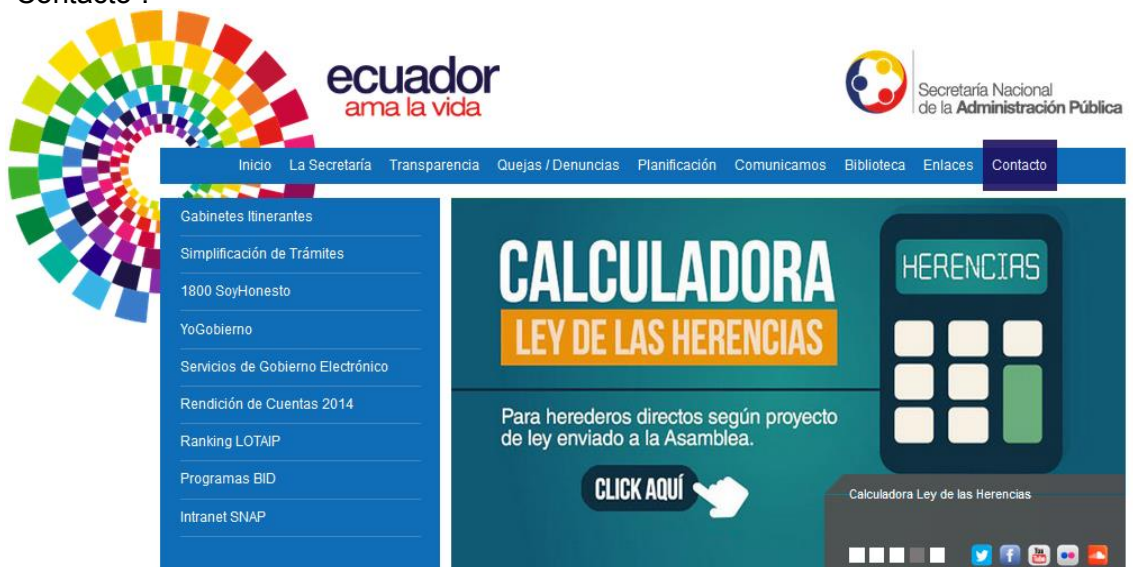 Contacto".
ecuador
ama la vida
Secretaría Nacional
de la Administración Pública
Inicio La Secretaría Transparencia Quejas / Denuncias Planificación Comunicamos Biblioteca Enlaces Contacto
Gabinetes Itinerantes
Simplificación de Trámites
1800 SoyHonesto
YoGobierno
Servicios de Gobierno Electrónico
Rendición de Cuentas 2014
Ranking LOTAIP
Programas BID
Intranet SNAP
CALCULADORA
LEY DE LAS HERENCIAS
HERENCIAS
Para herederos directos según proyecto
de ley enviado a la Asamblea.
CLICK AQUÍ
Calculadora Ley de las Herencias